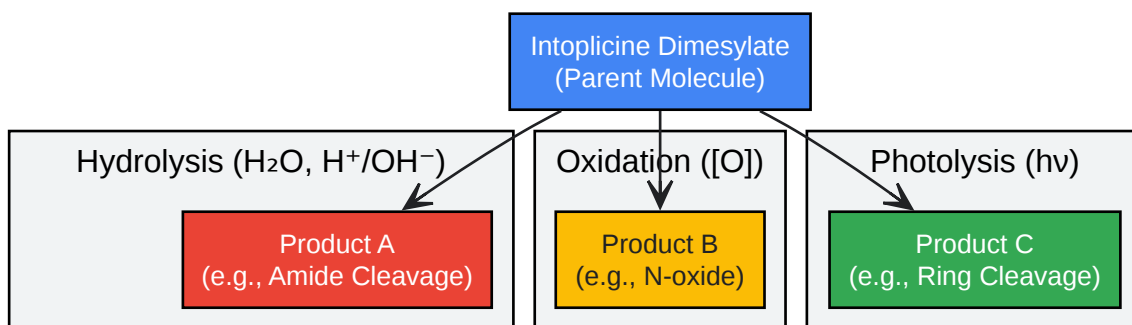 Intoplicine Dimesylate
(Parent Molecule)
Hydrolysis (H₂O, H⁺/OH⁻)
Oxidation ([O])
Photolysis (hν)
Product A
(e.g., Amide Cleavage)
Product B
(e.g., N-oxide)
Product C
(e.g., Ring Cleavage)